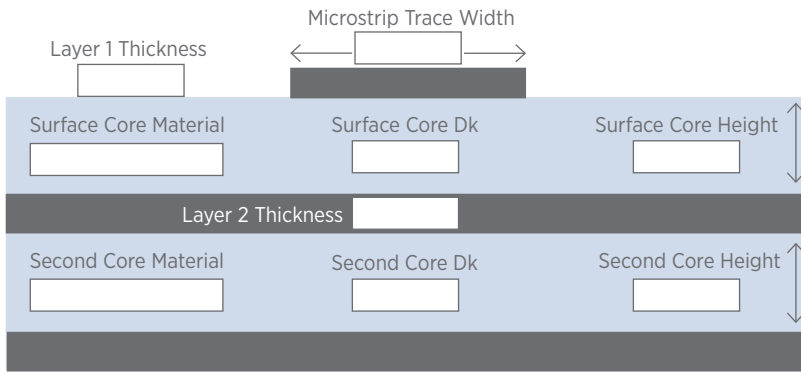 Microstrip Trace Width
Layer 1 Thickness
Surface Core Material
Surface Core Dk
Surface Core Height
Layer 2 Thickness
Second Core Material
Second Core Dk
Second Core Height